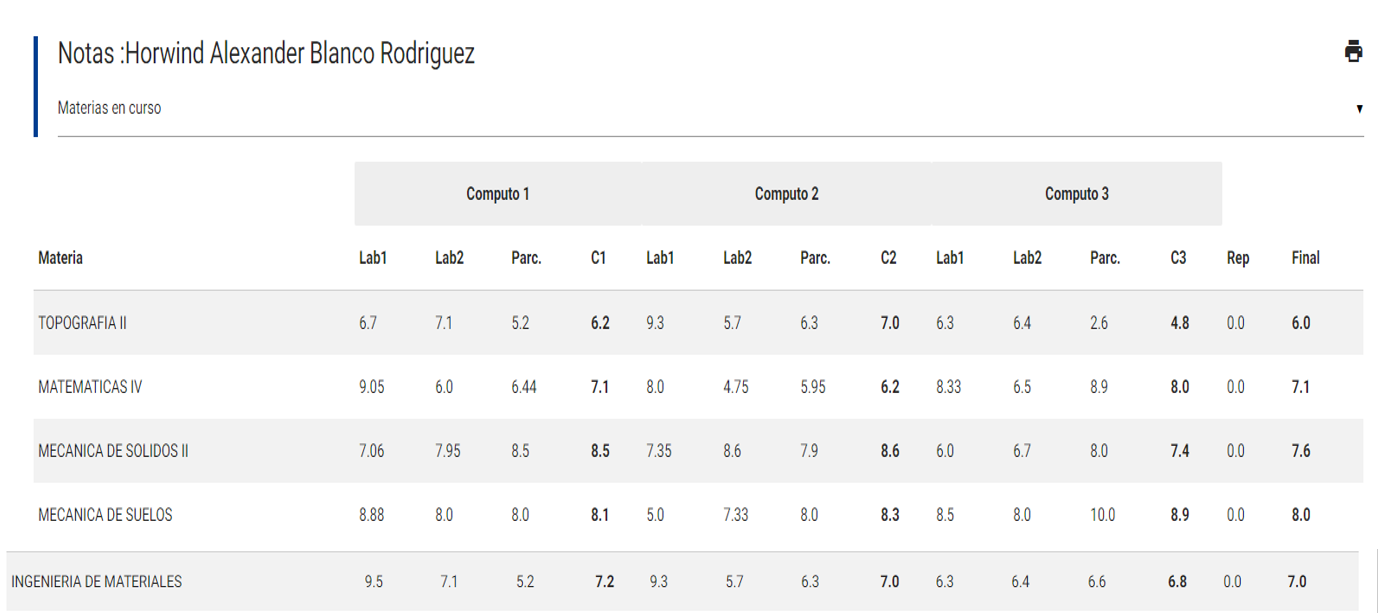 Notas :Horwind Alexander Blanco Rodriguez
Materias en curso
Computo 1 Computo 2 Computo 3
Materia Lab1 Lab2 Parc. C1 Lab1 Lab2 Parc. C2 Lab1 Lab2 Parc. C3 Rep Final
TOPOGRAFIA II 6.7 7.1 5.2 6.2 9.3 5.7 6.3 7.0 6.3 6.4 2.6 4.8 0.0 6.0
MATEMATICAS IV 9.05 6.0 6.44 7.1 8.0 4.75 5.95 6.2 8.33 6.5 8.9 8.0 0.0 7.1
MECANICA DE SOLIDOS II 7.06 7.95 8.5 8.5 7.35 8.6 7.9 8.6 6.0 6.7 8.0 7.4 0.0 7.6
MECANICA DE SUELOS 8.88 8.0 8.0 8.1 5.0 7.33 8.0 8.3 8.5 8.0 10.0 8.9 0.0 8.0
INGENIERIA DE MATERIALES 9.5 7.1 5.2 7.2 9.3 5.7 6.3 7.0 6.3 6.4 6.6 6.8 0.0 7.0